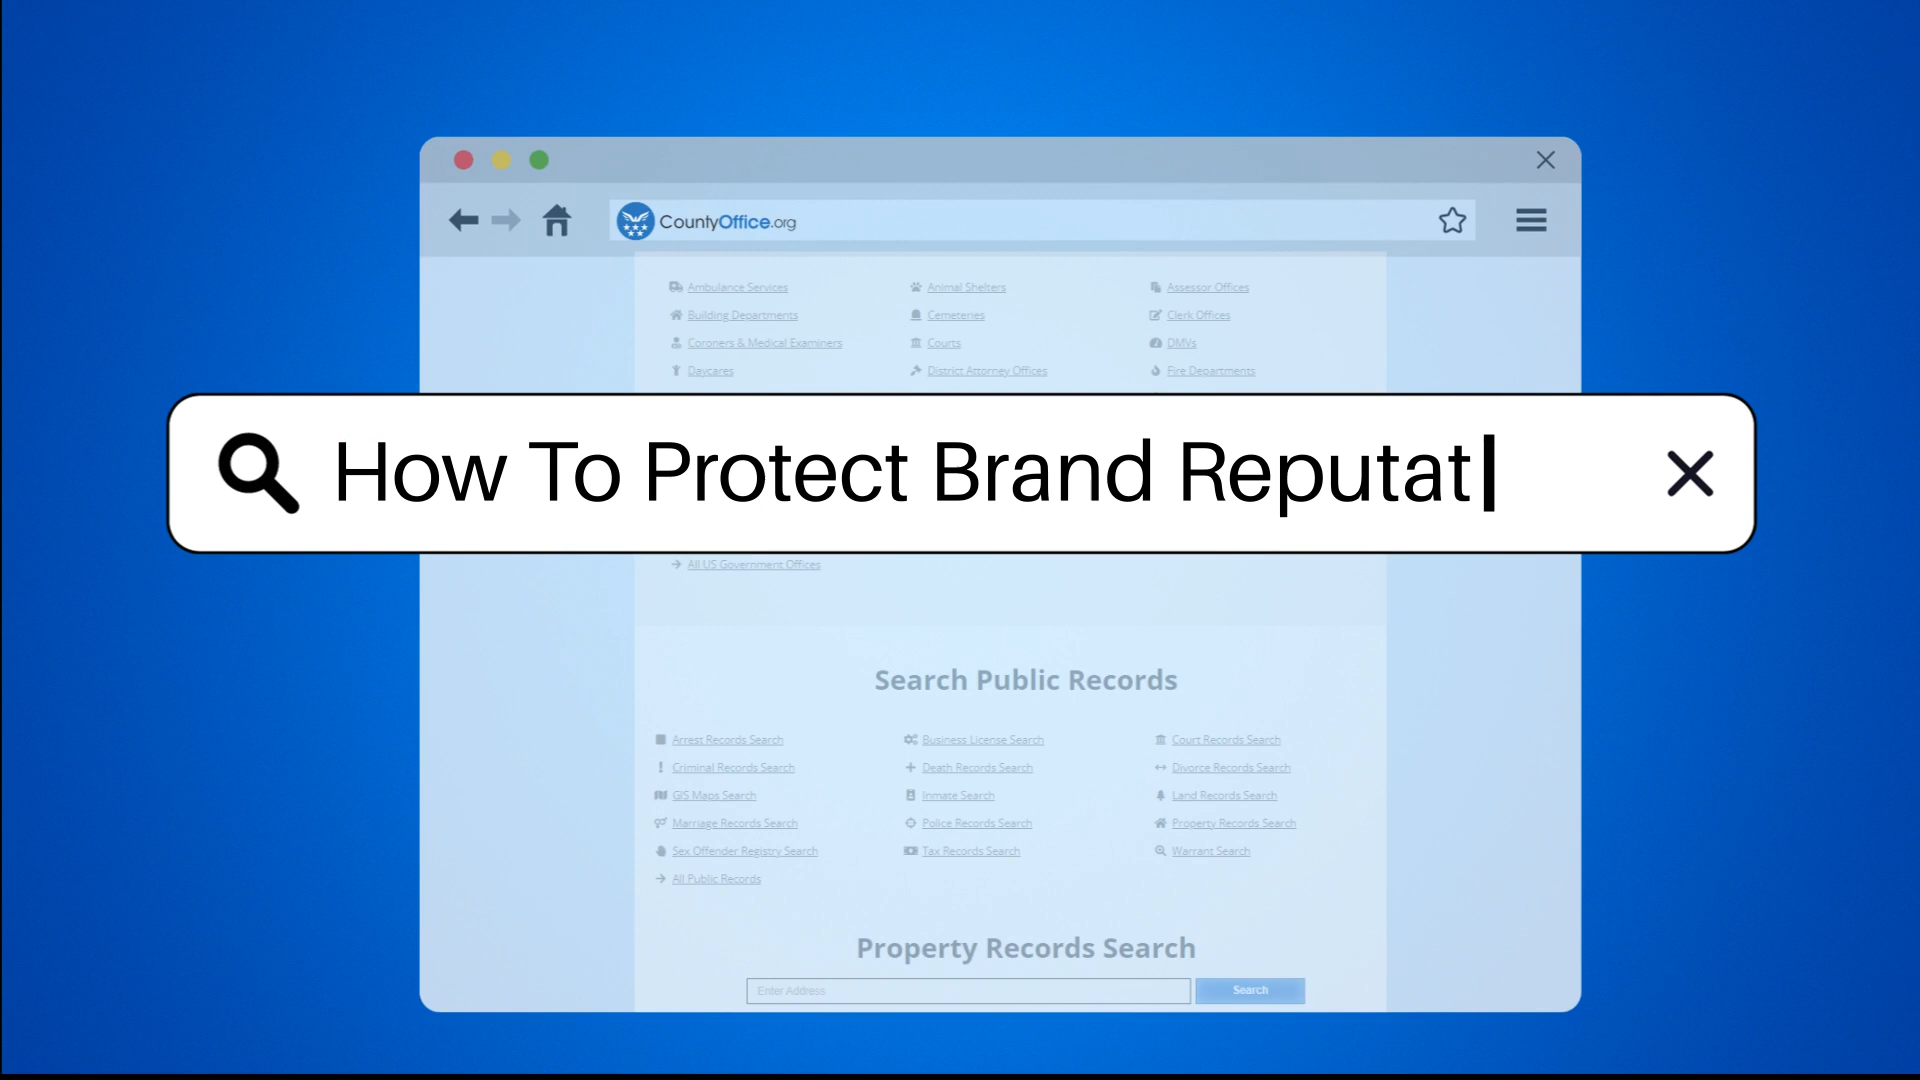 CountyOffice.org
Ambulance Services Animal Shelters Assessor Offices
Building Departments Cemeteries Clerk Offices
Coroners & Medical Examiners Courts DMVs
Daycares District Attorney Offices Fire Departments
How To Protect Brand Reputat
All US Government Offices
Search Public Records
Arrest Records Search Business License Search Court Records Search
Criminal Records Search Death Records Search Divorce Records Search
GIS Maps Search Inmate Search Land Records Search
Marriage Records Search Police Records Search Property Records Search
Sex Offender Registry Search Tax Records Search Warrant Search
All Public Records
Property Records Search
Enter Address Search